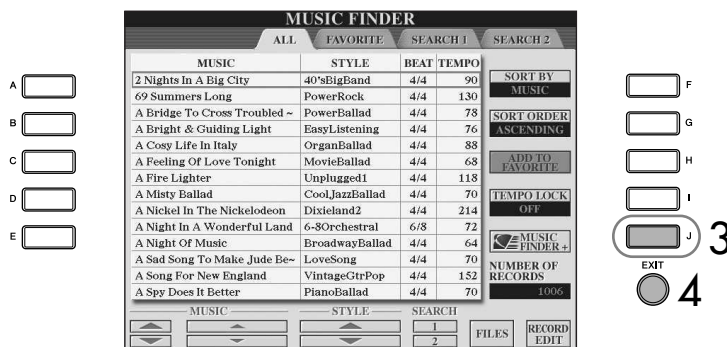 MUSIC FINDER
ALL FAVORITE SEARCH 1 SEARCH 2
MUSIC STYLE BEAT TEMPO
2 Nights In A Big City 40'sBigBand 4/4 90
69 Summers Long PowerRock 4/4 130
A Bridge To Cross Troubled ~ PowerBallad 4/4 78
A Bright & Guiding Light EasyListening 4/4 76
A Cosy Life In Italy OrganBallad 4/4 88
A Feeling Of Love Tonight MovieBallad 4/4 68
A Fire Lighter Unplugged1 4/4 118
A Misty Ballad CoolJazzBallad 4/4 70
A Nickel In The Nickelodeon Dixieland2 4/4 214
A Night In A Wonderful Land 6-8Orchestral 6/8 72
A Night Of Music BroadwayBallad 4/4 64
A Sad Song To Make Jude Be~ LoveSong 4/4 70
A Song For New England VintageGtrPop 4/4 152
A Spy Does It Better PianoBallad 4/4 70
SORT BY
MUSIC
SORT ORDER
ASCENDING
ADD TO
FAVORITE
TEMPO LOCK
OFF
MUSIC
FINDER+
NUMBER OF
RECORDS
1006
MUSIC STYLE SEARCH
1
2
FILES
RECORD
EDIT
A
B
C
D
E
F
G
H
I
J
3
EXIT
4